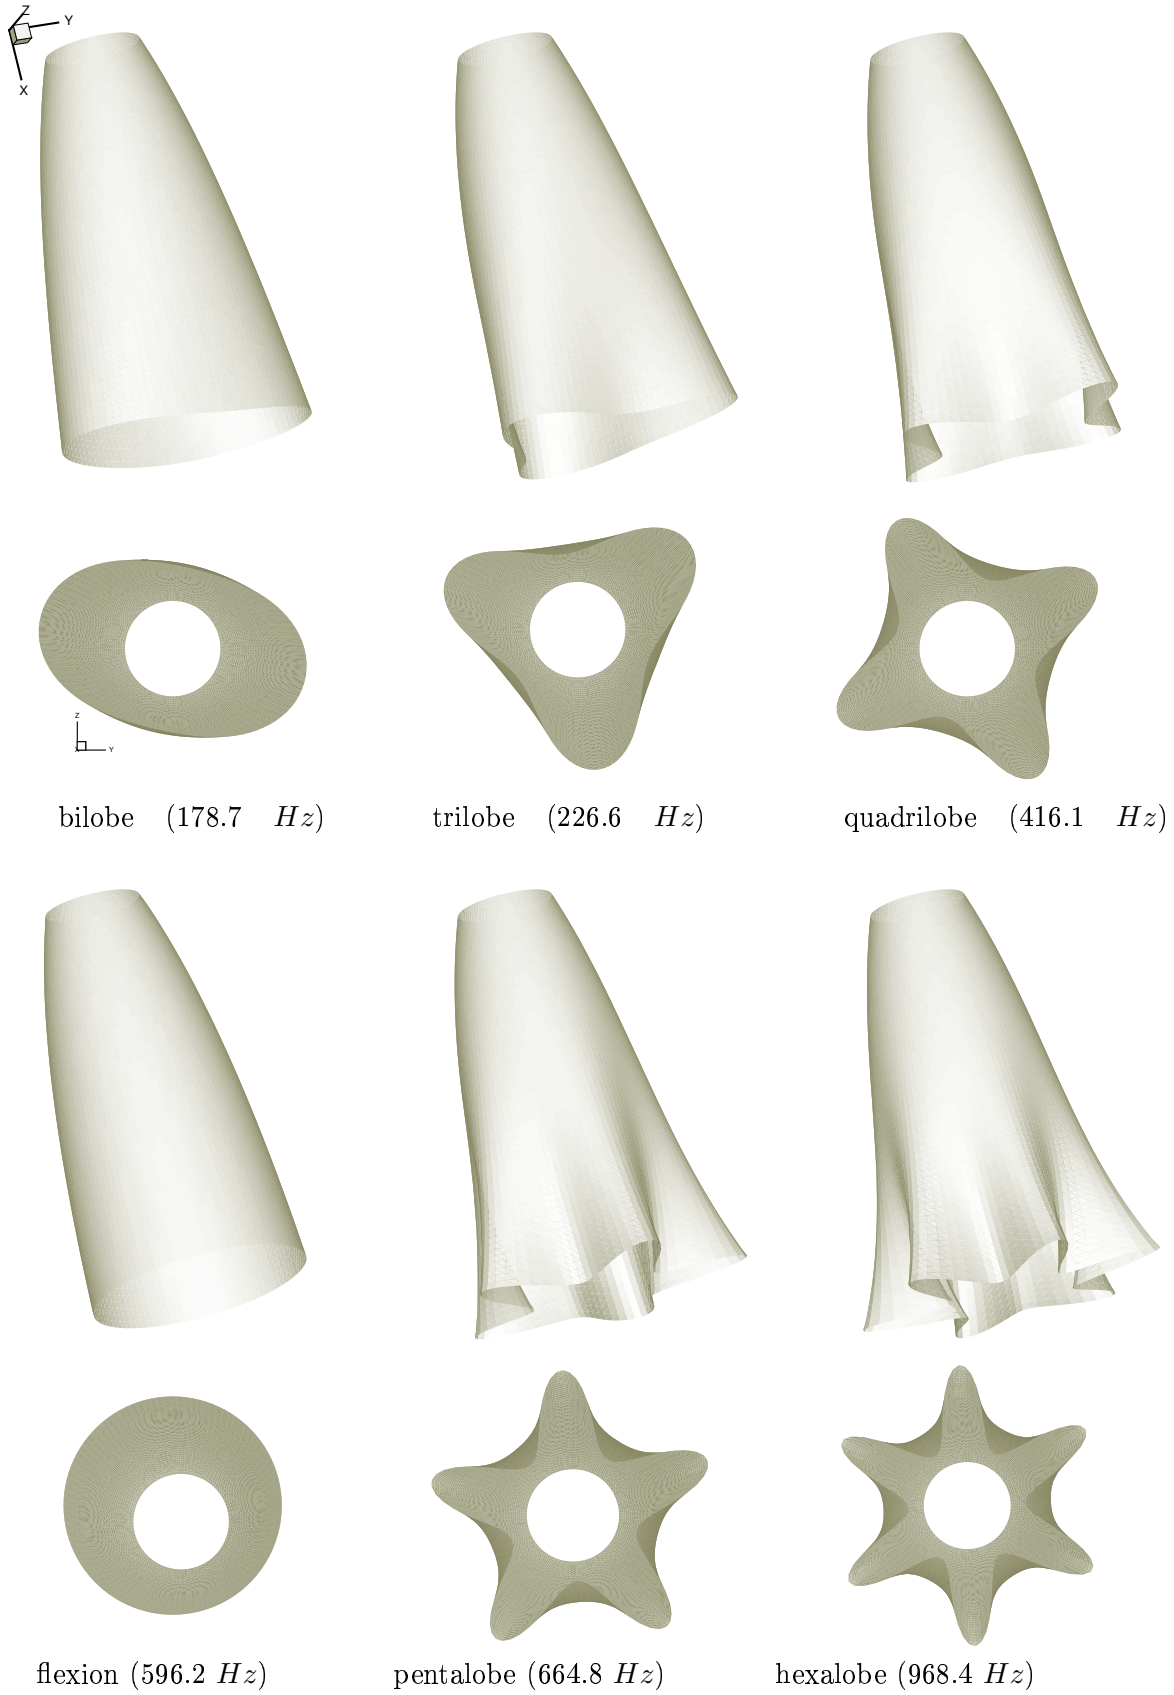 Z
Y
X
Z
X Y
bilobe (178.7 Hz) trilobe (226.6 Hz) quadrilobe (416.1 Hz)
flexion (596.2 Hz) pentalobe (664.8 Hz) hexalobe (968.4 Hz)